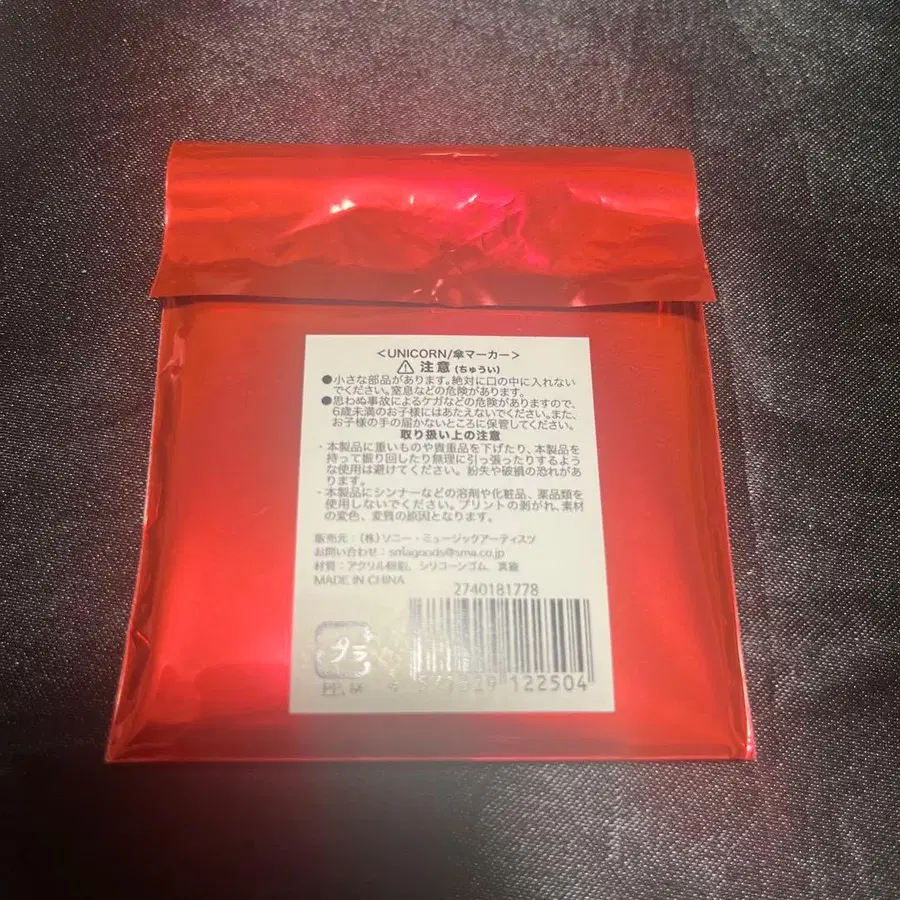 <UNICORN/傘マーカー>
⚠ 注意 (ちゅうい)
●小さな部品があります。絶対に口の中に入れない
でください。窒息などの危険があります。
●思わぬ事故によるケガなどの危険がありますので、
6歳未満のお子様にはあたえないでください。また、
お子様の手の届かないところに保管してください。
取り扱い上の注意
・本製品に重いものや貴重品を下げたり、本製品を
持って振り回したり無理に引っ張ったりするよう
な使用は避けてください。紛失や破損の恐れがあ
ります。
・本製品にシンナーなどの溶剤や化粧品、薬品類を
使用しないでください。プリントの剥がれ、素材
の変色、変質の原因となります。
販売元:(株)ソニー・ミュージックアーティスツ
お問い合わせ:smagoods@sma.co.jp
材質:アクリル樹脂、シリコーンゴム、真鍮
MADE IN CHINA
2740181778
プラ
122504